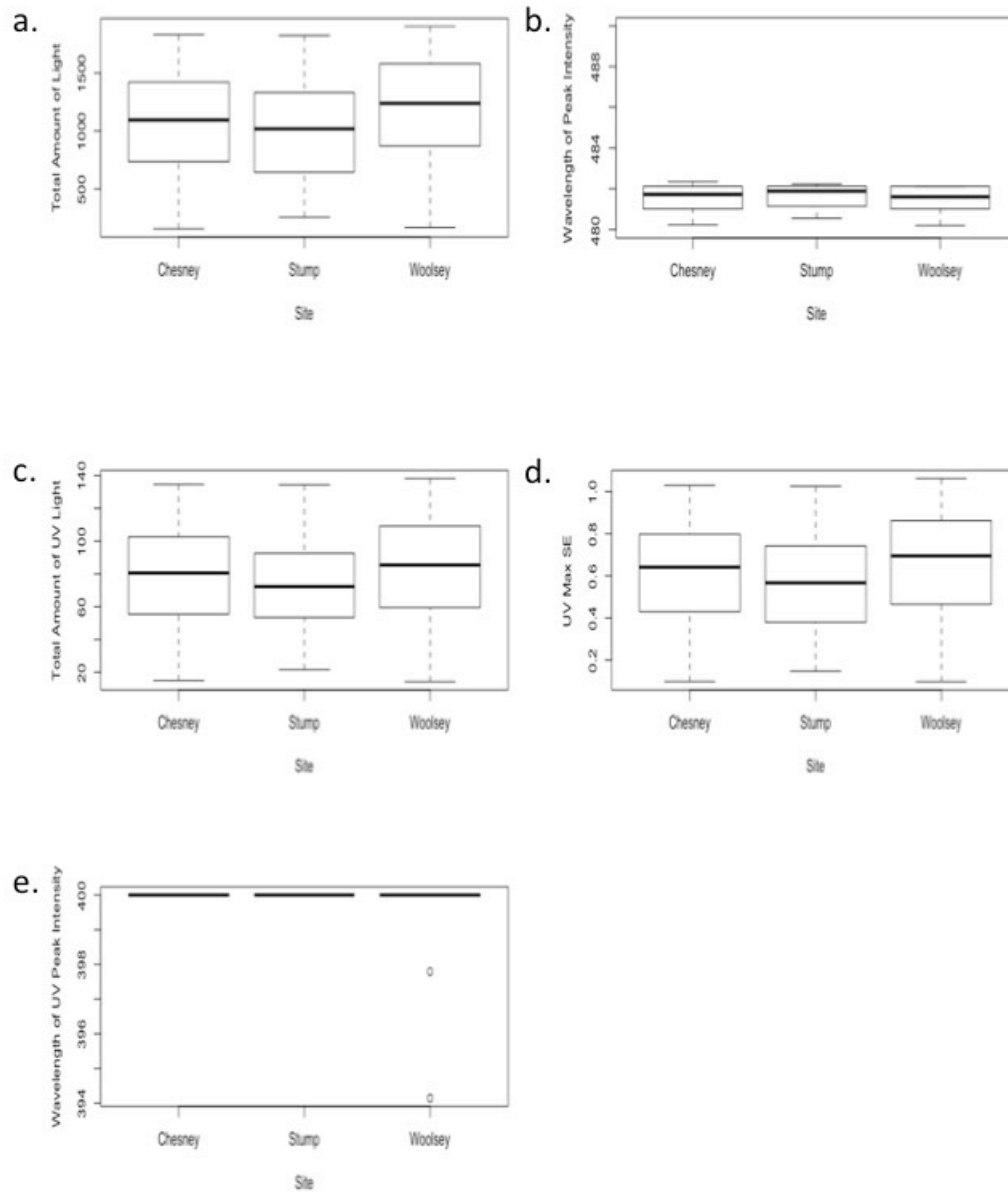 a.
Total Amount of Light
500
1000
1500
Chesney
Stump
Woolsey
Site
b.
Wavelength of Peak Intensity
480
484
488
Chesney
Stump
Woolsey
Site
c.
Total Amount of UV Light
20
60
100
140
Chesney
Stump
Woolsey
Site
d.
UV Max SE
0.2
0.4
0.6
0.8
1.0
Chesney
Stump
Woolsey
Site
e.
Wavelength of UV Peak Intensity
394
396
398
400
Chesney
Stump
Woolsey
Site